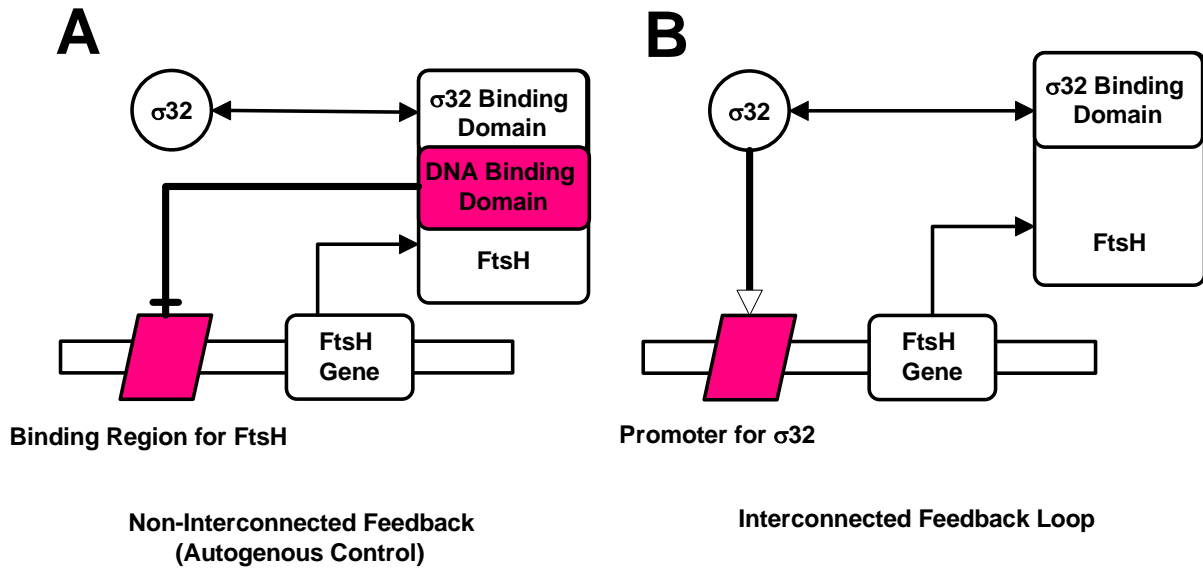 A
σ32
σ32 Binding
Domain
DNA Binding
Domain
FtsH
FtsH
Gene
Binding Region for FtsH
Non-Interconnected Feedback
(Autogenous Control)
B
σ32
σ32 Binding
Domain
FtsH
FtsH
Gene
Promoter for σ32
Interconnected Feedback Loop